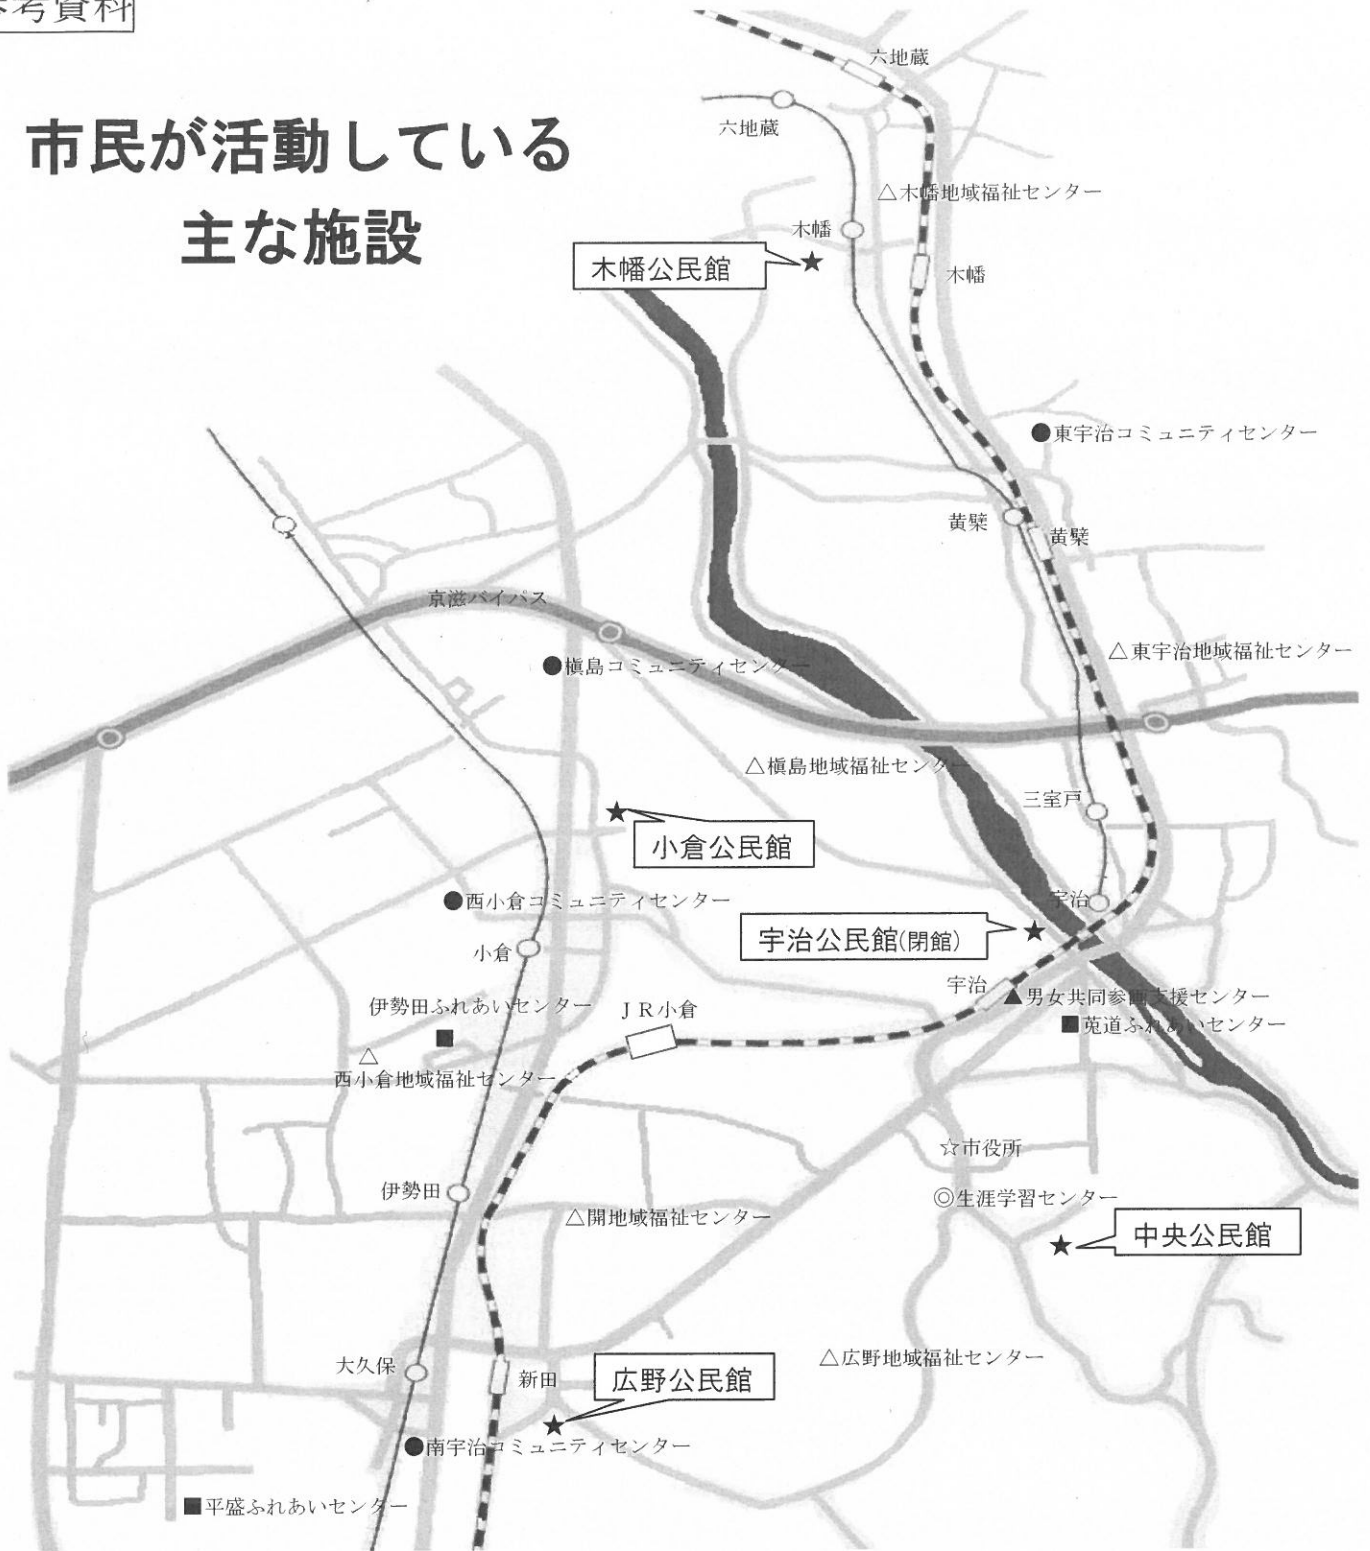 参考資料
市民が活動している
主な施設
六地蔵
六地蔵
△木幡地域福祉センター
木幡
木幡公民館
★
木幡
●東宇治コミュニティセンター
黄檗
黄檗
京滋バイパス
△東宇治地域福祉センター
●槇島コミュニティセンター
△槇島地域福祉センター
三室戸
★
小倉公民館
●西小倉コミュニティセンター
宇治
宇治公民館(閉館)
★
小倉
宇治
▲男女共同参画支援センター
伊勢田ふれあいセンター
■
JR小倉
■莵道ふれあいセンター
△
西小倉地域福祉センター
☆市役所
伊勢田
◎生涯学習センター
△開地域福祉センター
中央公民館
★
大久保
新田
広野公民館
★
△広野地域福祉センター
●南宇治コミュニティセンター
■平盛ふれあいセンター